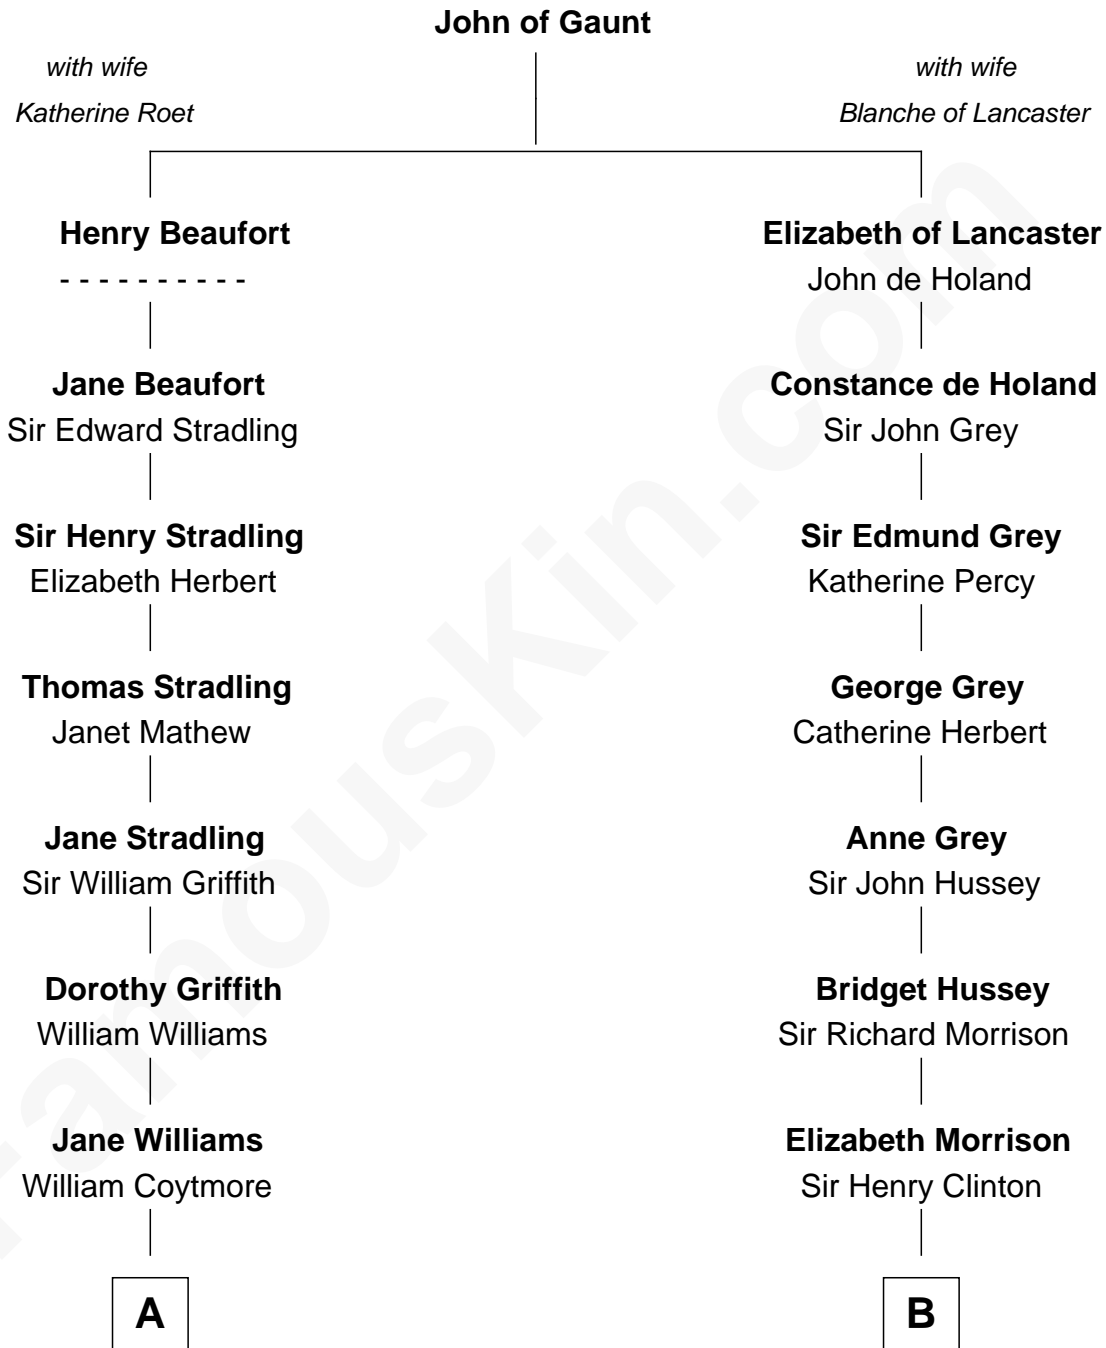 John of Gaunt
with wife
Katherine Roet
with wife
Blanche of Lancaster
Henry Beaufort
- - - - - - - - - -
Elizabeth of Lancaster
John de Holand
Jane Beaufort
Sir Edward Stradling
Constance de Holand
Sir John Grey
Sir Henry Stradling
Elizabeth Herbert
Sir Edmund Grey
Katherine Percy
Thomas Stradling
Janet Mathew
George Grey
Catherine Herbert
Jane Stradling
Sir William Griffith
Anne Grey
Sir John Hussey
Dorothy Griffith
William Williams
Bridget Hussey
Sir Richard Morrison
Jane Williams
William Coytmore
Elizabeth Morrison
Sir Henry Clinton
A
B
FamousKin.com